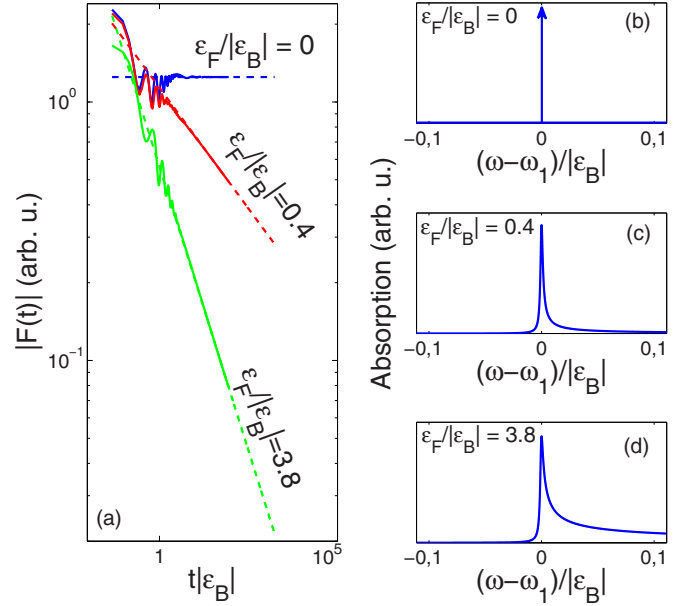 ε_F/|ε_B| = 0
ε_F/|ε_B|=0.4
ε_F/|ε_B|=3.8
10^0
10^{-1}
|F(t)| (arb. u.)
(a)
1
10^5
t|ε_B|
Absorption (arb. u.)
ε_F/|ε_B| = 0
(b)
−0,1
0
0,1
(ω−ω_1)/|ε_B|
ε_F/|ε_B| = 0.4
(c)
−0,1
0
0,1
(ω−ω_1)/|ε_B|
ε_F/|ε_B| = 3.8
(d)
−0,1
0
0,1
(ω−ω_1)/|ε_B|